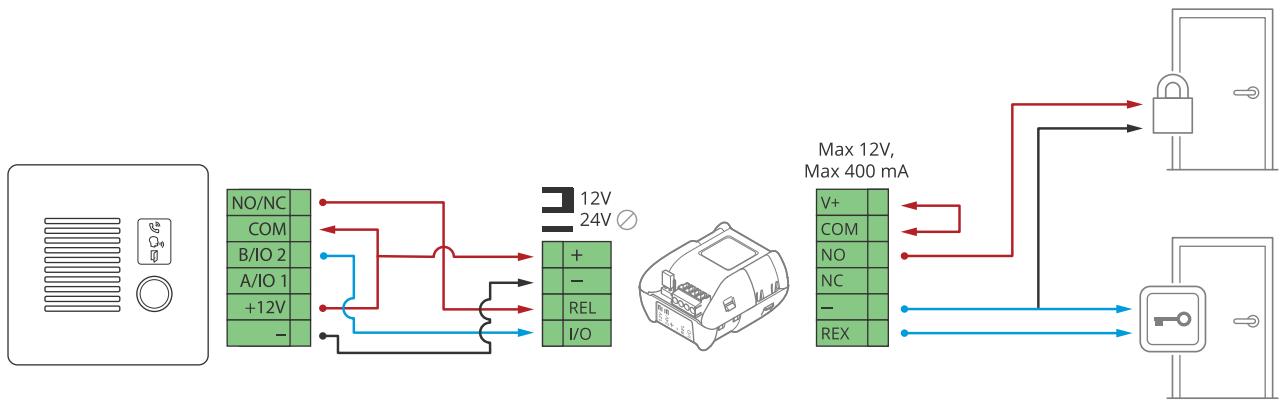 NO/NC
COM
B/IO 2
A/IO 1
+12V
–
12V
24V
+
–
REL
I/O
Max 12V,
Max 400 mA
V+
COM
NO
NC
–
REX